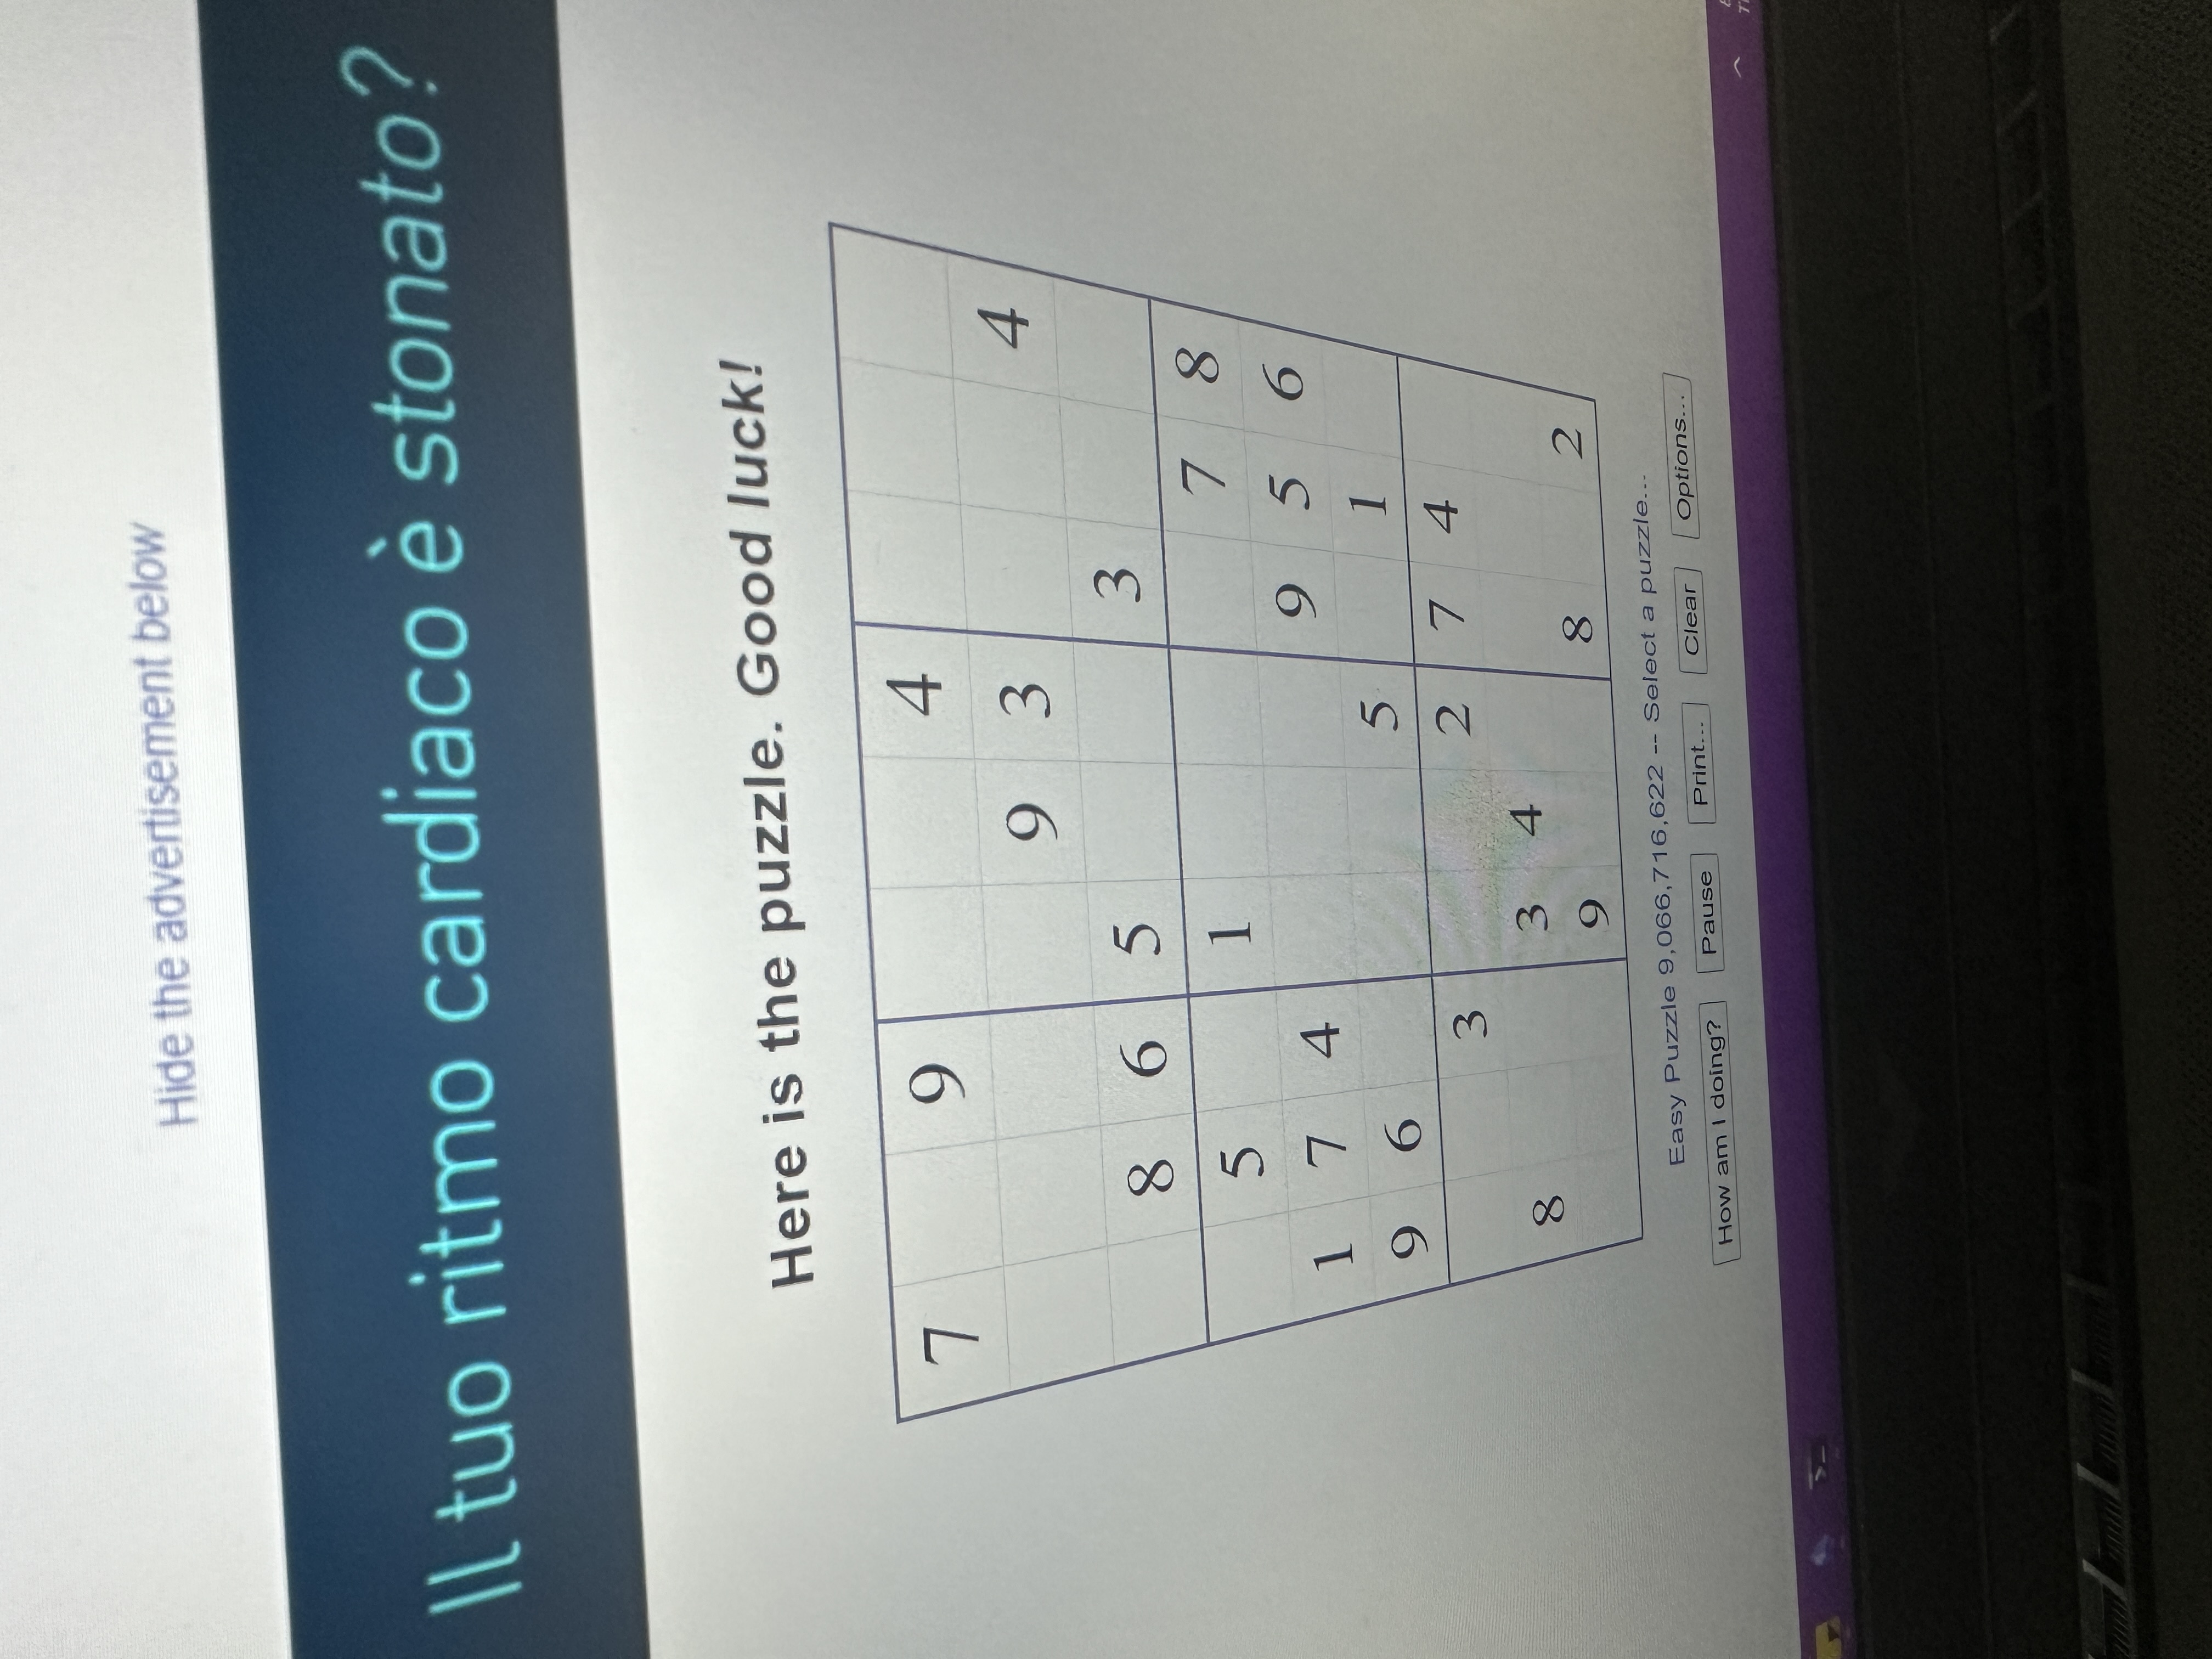 Hide the advertisement below
Il tuo ritmo cardiaco è stonato?
Here is the puzzle. Good luck!
7 9 4
9 3 4
8 6 5 3
5 1 7 8
1 7 4 9 5 6
9 6 5 1
3 2 7 4
8 3 4
9 8 2
Easy Puzzle 9,066,716,622 -- Select a puzzle...
How am I doing? Pause Print... Clear Options...